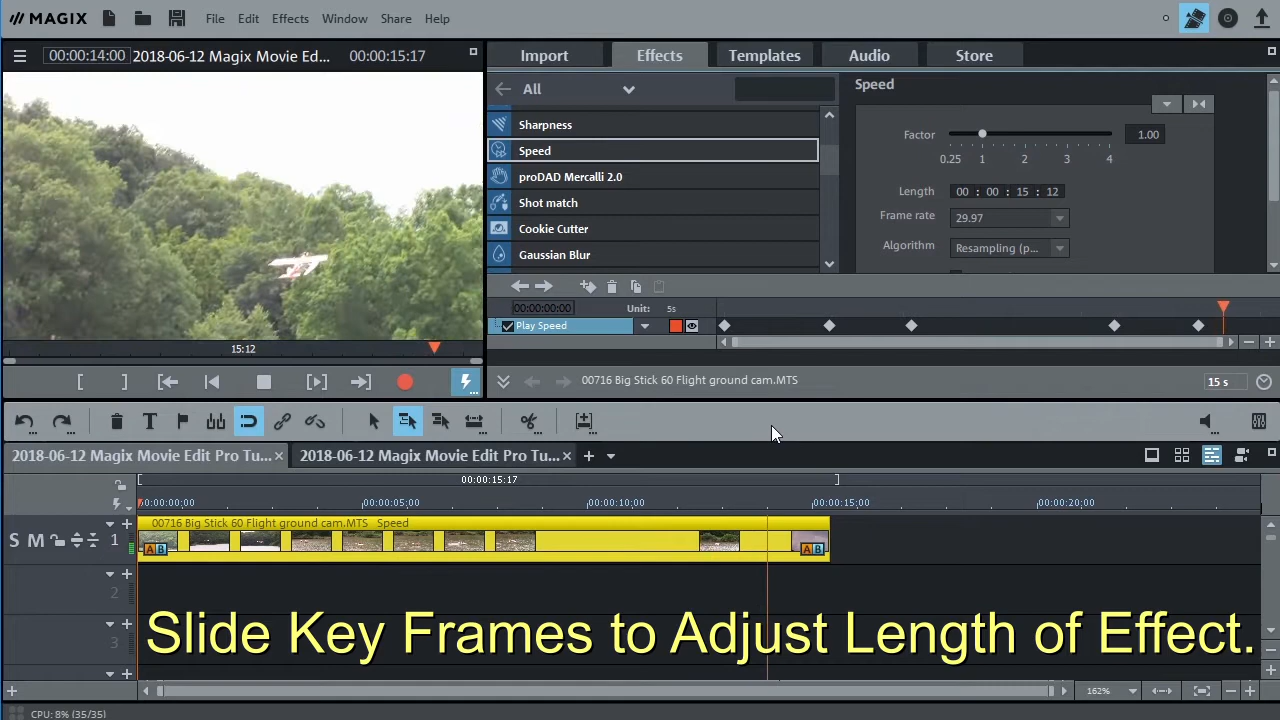 MAGIX File Edit Effects Window Share Help
00:00:14:00 2018-06-12 Magix Movie Ed... 00:00:15:17
Import Effects Templates Audio Store
All
Speed
Sharpness
Speed
proDAD Mercalli 2.0
Shot match
Cookie Cutter
Gaussian Blur
Factor 1.00
0.25 1 2 3 4
Length 00 : 00 : 15 : 12
Frame rate 29.97
Algorithm Resampling (p...
00:00:00:00 Unit: 5s
Play Speed
15:12
00716 Big Stick 60 Flight ground cam.MTS 15 s
2018-06-12 Magix Movie Edit Pro Tu... × 2018-06-12 Magix Movie Edit Pro Tu... ×
00:00:15:17
00:00:00:00 00:00:05:00 00:00:10:00 00:00:15:00 00:00:20:00
00716 Big Stick 60 Flight ground cam.MTS Speed
S M 1
A B A B
2
3
Slide Key Frames to Adjust Length of Effect.
162%
CPU: 8% (35/35)